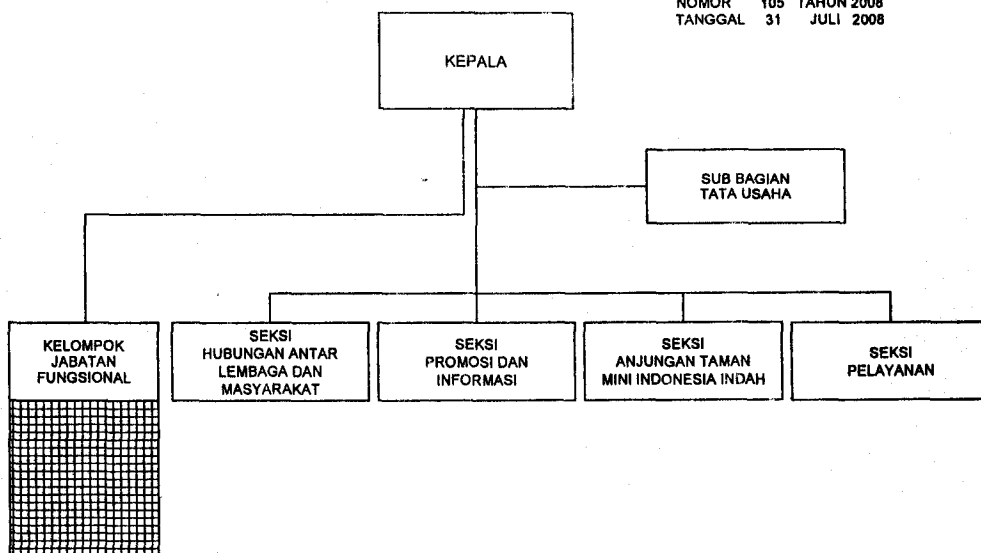 NOMOR 105 TAHUN 2008
TANGGAL 31 JULI 2008
KEPALA
SUB BAGIAN
TATA USAHA
KELOMPOK
JABATAN
FUNGSIONAL
SEKSI
HUBUNGAN ANTAR
LEMBAGA DAN
MASYARAKAT
SEKSI
PROMOSI DAN
INFORMASI
SEKSI
ANJUNGAN TAMAN
MINI INDONESIA INDAH
SEKSI
PELAYANAN